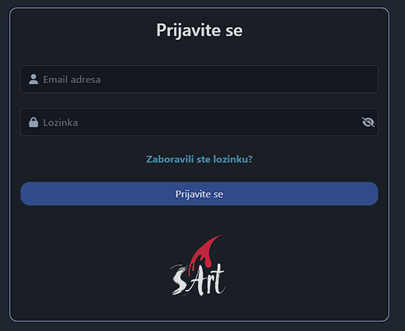 Prijavite se
Email adresa
Lozinka
Zaboravili ste lozinku?
Prijavite se
SArt